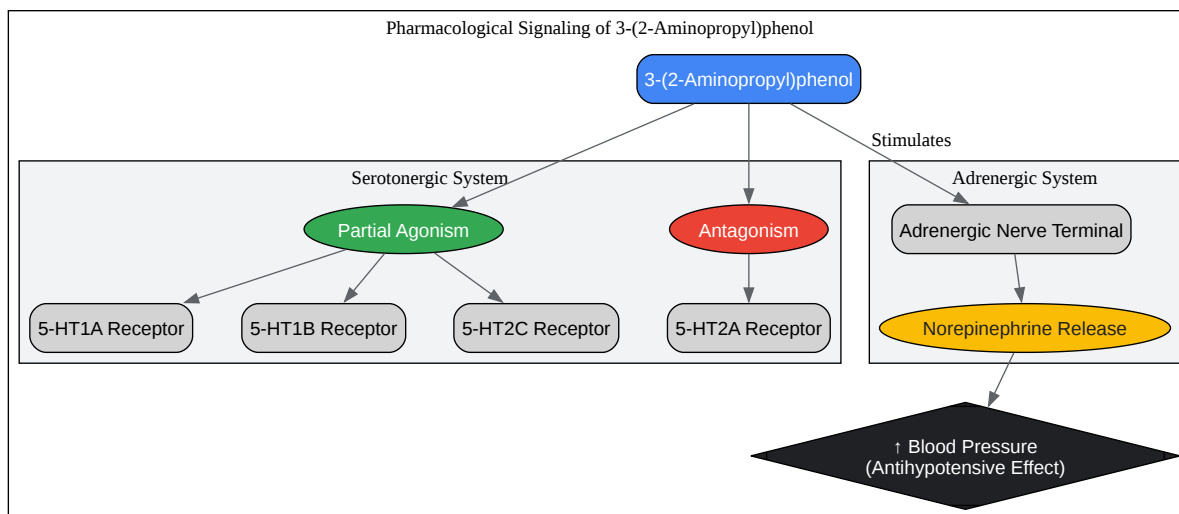 Pharmacological Signaling of 3-(2-Aminopropyl)phenol
3-(2-Aminopropyl)phenol
Stimulates
Serotonergic System
Adrenergic System
Partial Agonism
Antagonism
Adrenergic Nerve Terminal
5-HT1A Receptor
5-HT1B Receptor
5-HT2C Receptor
5-HT2A Receptor
Norepinephrine Release
↑ Blood Pressure
(Antihypotensive Effect)